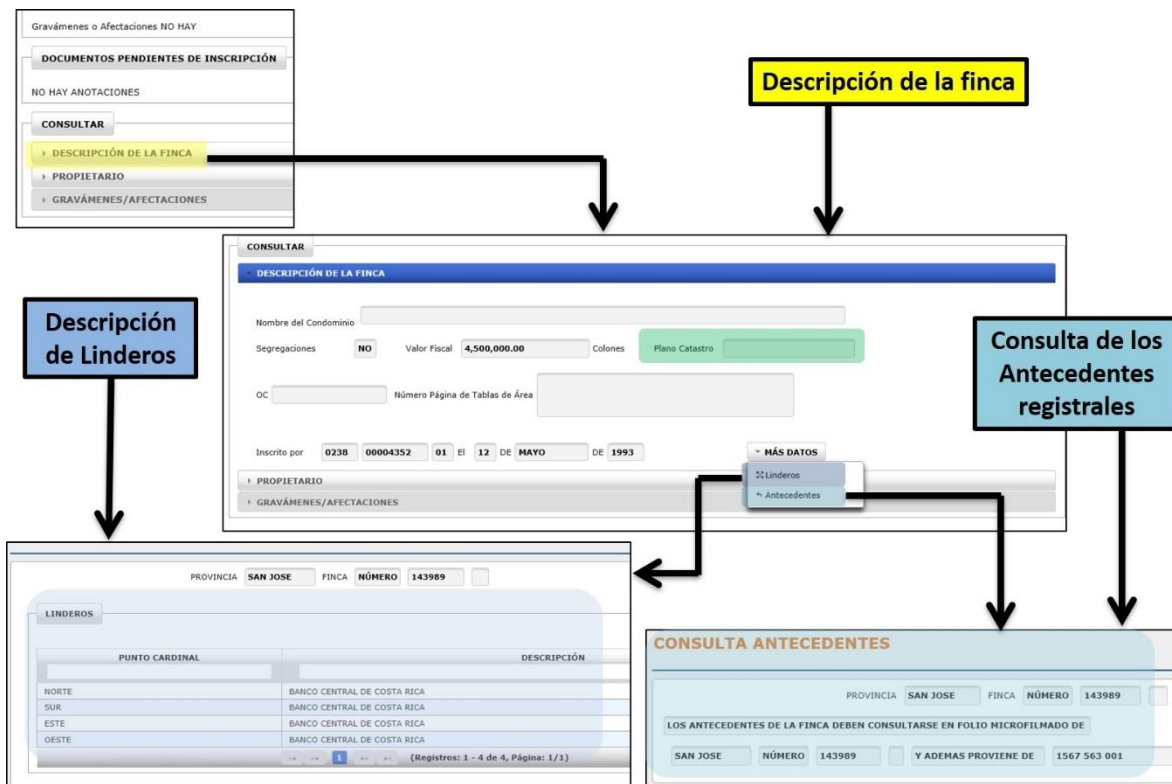 Gravámenes o Afectaciones NO HAY
DOCUMENTOS PENDIENTES DE INSCRIPCIÓN
NO HAY ANOTACIONES
CONSULTAR
DESCRIPCIÓN DE LA FINCA
PROPIETARIO
GRAVÁMENES/AFECTACIONES
Descripción de la finca
CONSULTAR
DESCRIPCIÓN DE LA FINCA
Nombre del Condominio
Segregaciones NO Valor Fiscal 4,500,000.00 Colones Plano Catastro
OC Número Página de Tablas de Área
Inscrito por 0238 00004352 01 El 12 DE MAYO DE 1993 MÁS DATOS
Linderos
Antecedentes
PROPIETARIO
GRAVÁMENES/AFECTACIONES
Descripción
de Linderos
Consulta de los
Antecedentes
registrales
PROVINCIA SAN JOSE FINCA NÚMERO 143989
LINDEROS
PUNTO CARDINAL DESCRIPCIÓN
NORTE BANCO CENTRAL DE COSTA RICA
SUR BANCO CENTRAL DE COSTA RICA
ESTE BANCO CENTRAL DE COSTA RICA
OESTE BANCO CENTRAL DE COSTA RICA
1 (Registros: 1 - 4 de 4, Página: 1/1)
CONSULTA ANTECEDENTES
PROVINCIA SAN JOSE FINCA NÚMERO 143989
LOS ANTECEDENTES DE LA FINCA DEBEN CONSULTARSE EN FOLIO MICROFILMADO DE
SAN JOSE NÚMERO 143989 Y ADEMAS PROVIENE DE 1567 563 001